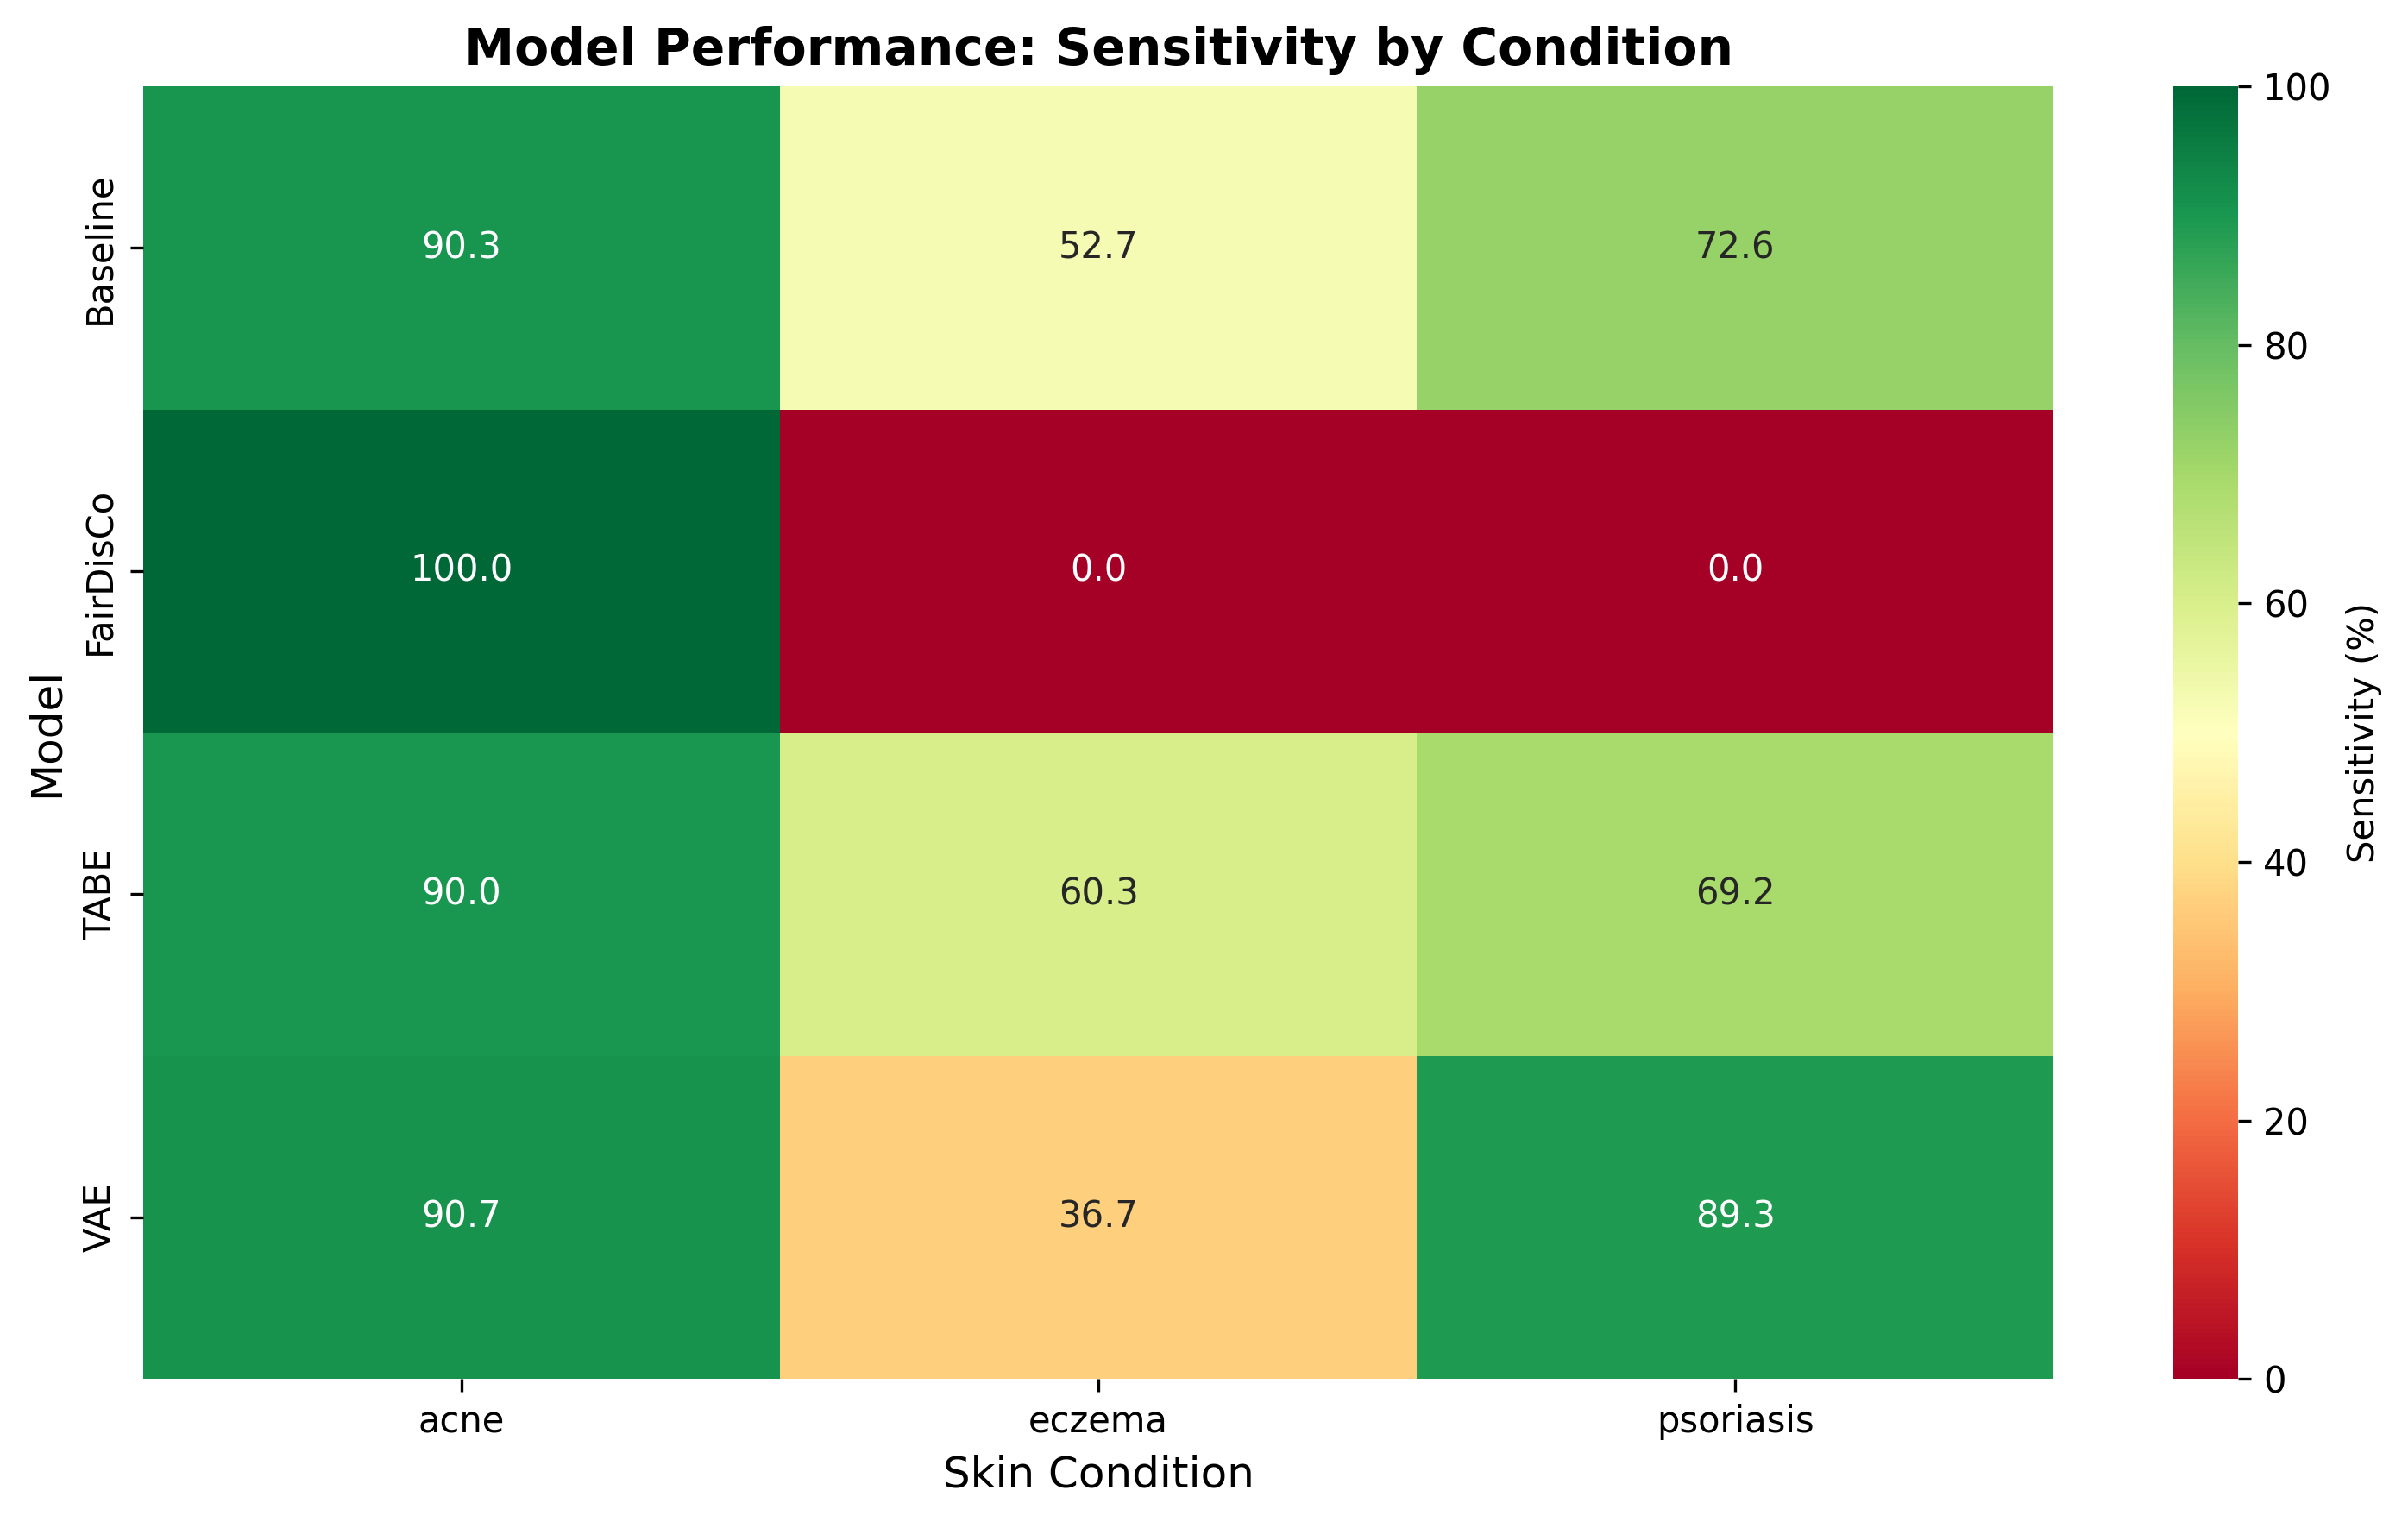 Model Performance: Sensitivity by Condition
Model
Baseline
90.3 52.7 72.6
FairDisCo
100.0 0.0 0.0
TABE
90.0 60.3 69.2
VAE
90.7 36.7 89.3
acne eczema psoriasis
Skin Condition
100
80
60
40
20
0
Sensitivity (%)